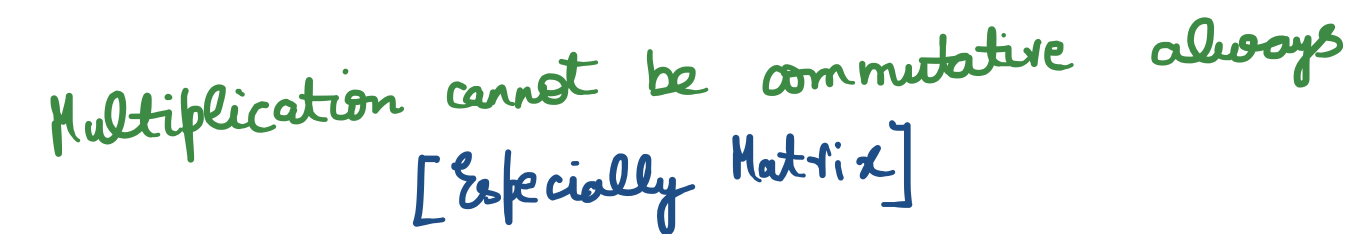 Multiplication cannot be commutative always
[Especially Matrix]